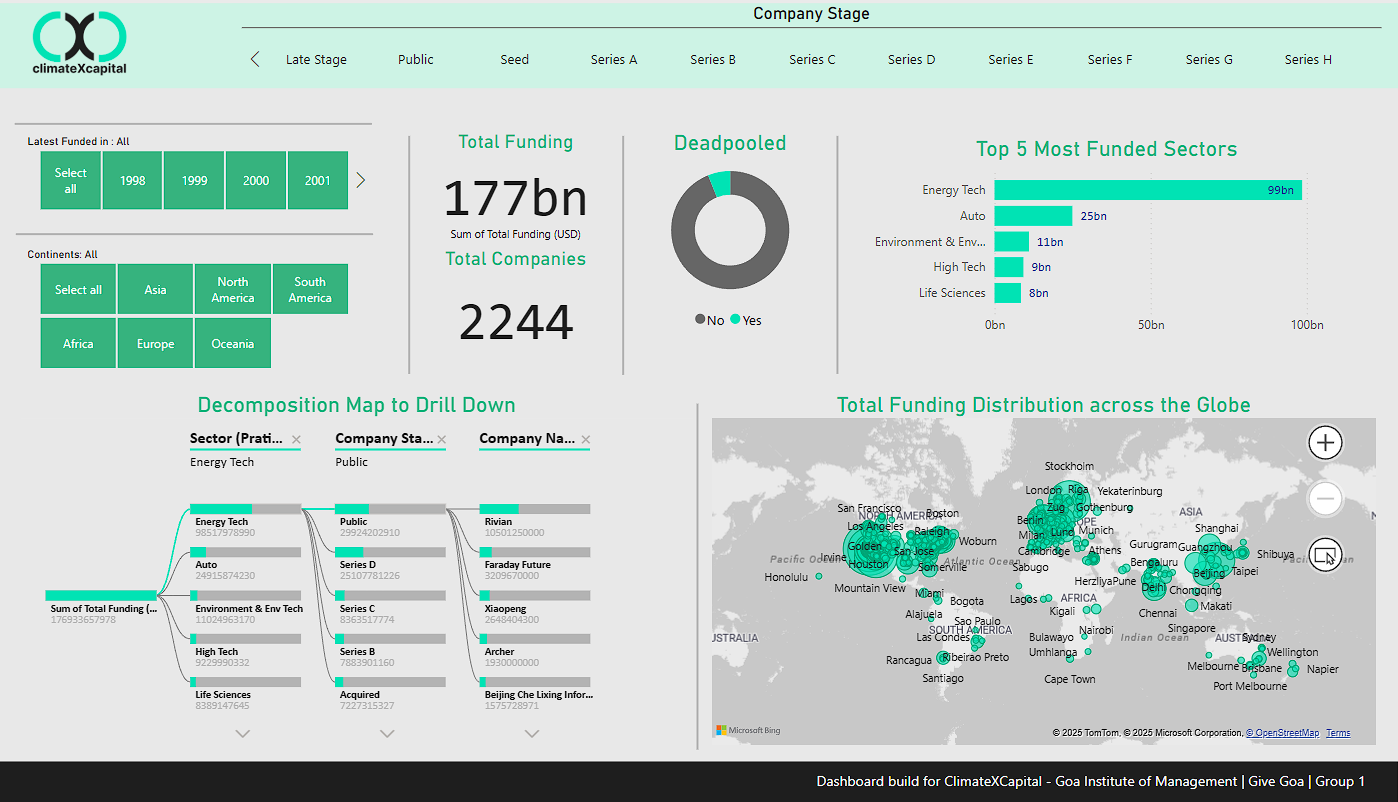 climateXcapital
Company Stage
Late Stage Public Seed Series A Series B Series C Series D Series E Series F Series G Series H
Latest Funded in : All
Select all
1998
1999
2000
2001
Continents: All
Select all
Asia
North America
South America
Africa
Europe
Oceania
Total Funding
177bn
Sum of Total Funding (USD)
Total Companies
2244
Deadpooled
No Yes
Top 5 Most Funded Sectors
Energy Tech 99bn
Auto 25bn
Environment & Env... 11bn
High Tech 9bn
Life Sciences 8bn
0bn 50bn 100bn
Decomposition Map to Drill Down
Sector (Prati... ×
Energy Tech
Company Sta... ×
Public
Company Na... ×
Sum of Total Funding (...
176933657978
Energy Tech
98517978990
Auto
24915874230
Environment & Env Tech
11024963170
High Tech
9229990332
Life Sciences
8389147645
Public
29924202910
Series D
25107781226
Series C
8363517774
Series B
7883901160
Acquired
7227315327
Rivian
10501250000
Faraday Future
3209670000
Xiaopeng
2648404300
Archer
1930000000
Beijing Che Lixing Infor...
1575728971
Total Funding Distribution across the Globe
Stockholm
London
Riga
Yekaterinburg
San Francisco
NORTH AMERICA
Boston
Zug
Gothenburg
ASIA
Los Angeles
Raleigh
Berlin
Lund
Munich
Shanghai
Irvine
Golden
San Jose
Woburn
Milan
Cambridge
Athens
Gurugram
Guangzhou
Shibuya
Pacific
Houston
Somerville
Atlantic Ocean
Sabugo
Bengaluru
Beijing
Taipei
Honolulu
Mountain View
Miami
Herzliya
Pune
Delhi
Chongqing
Bogota
Lagos
AFRICA
Kigali
Chennai
Makati
Alajuela
Sao Paulo
Singapore
SOUTH AMERICA
Nairobi
Las Condes
Bulawayo
Indian Ocean
Sydney
USTRALIA
Rancagua
Ribeirao Preto
Umhlanga
Wellington
Melbourne
Brisbane
Napier
Santiago
Cape Town
Port Melbourne
Microsoft Bing
© 2025 TomTom, © 2025 Microsoft Corporation, © OpenStreetMap Terms
Dashboard build for ClimateXCapital - Goa Institute of Management | Give Goa | Group 1